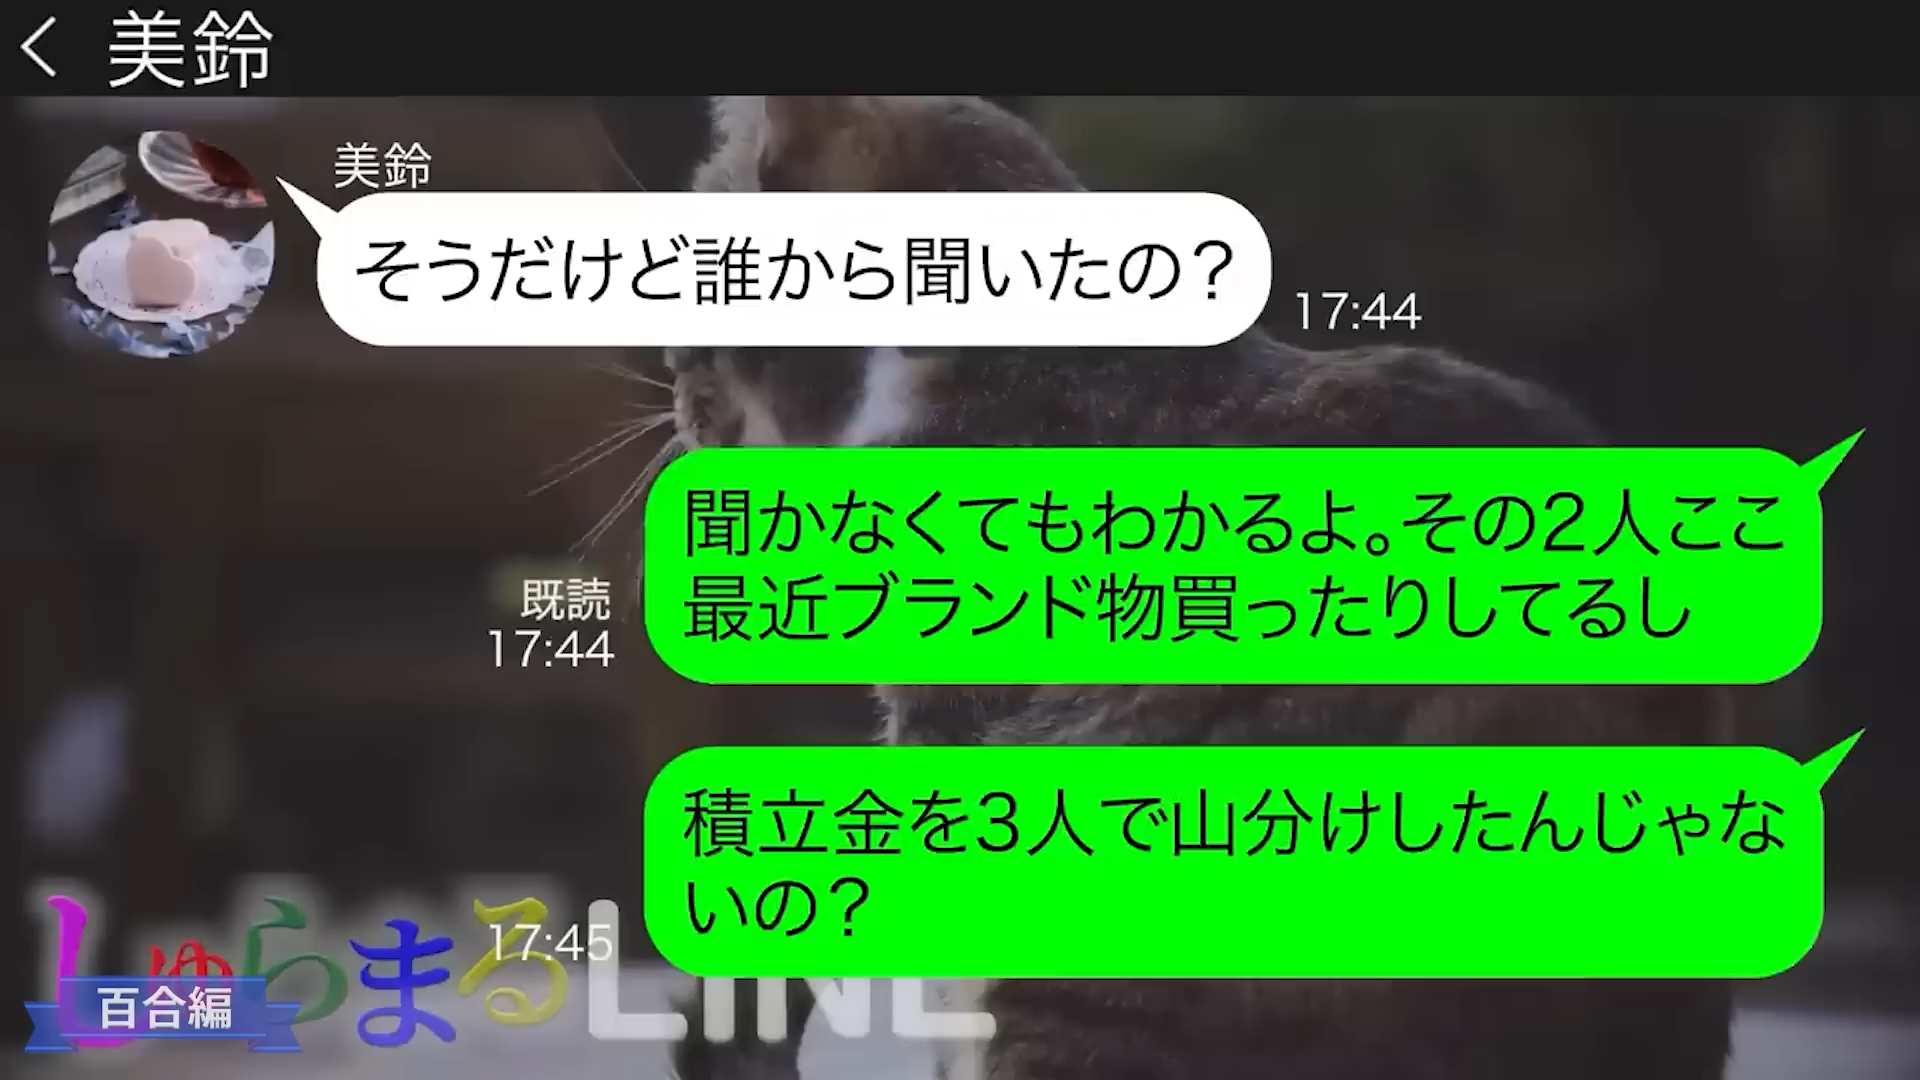 美鈴
美鈴
そうだけど誰から聞いたの？
17:44
聞かなくてもわかるよ。その2人ここ
最近ブランド物買ったりしてるし
既読
17:44
積立金を3人で山分けしたんじゃな
いの？
17:45
しゅらまるLINE
百合編